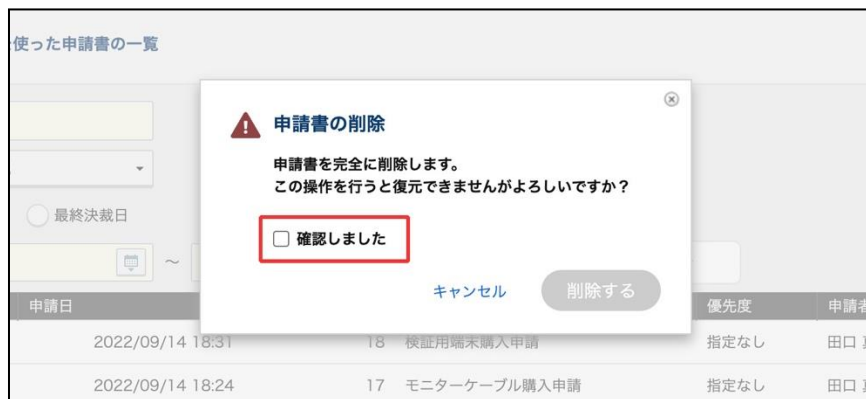 使った申請書の一覧
申請書の削除
申請書を完全に削除します。
この操作を行うと復元できませんがよろしいですか？
最終決裁日
確認しました
～
キャンセル 削除する
申請日 優先度 申請者
2022/09/14 18:31 18 検証用端末購入申請 指定なし 田口
2022/09/14 18:24 17 モニターケーブル購入申請 指定なし 田口